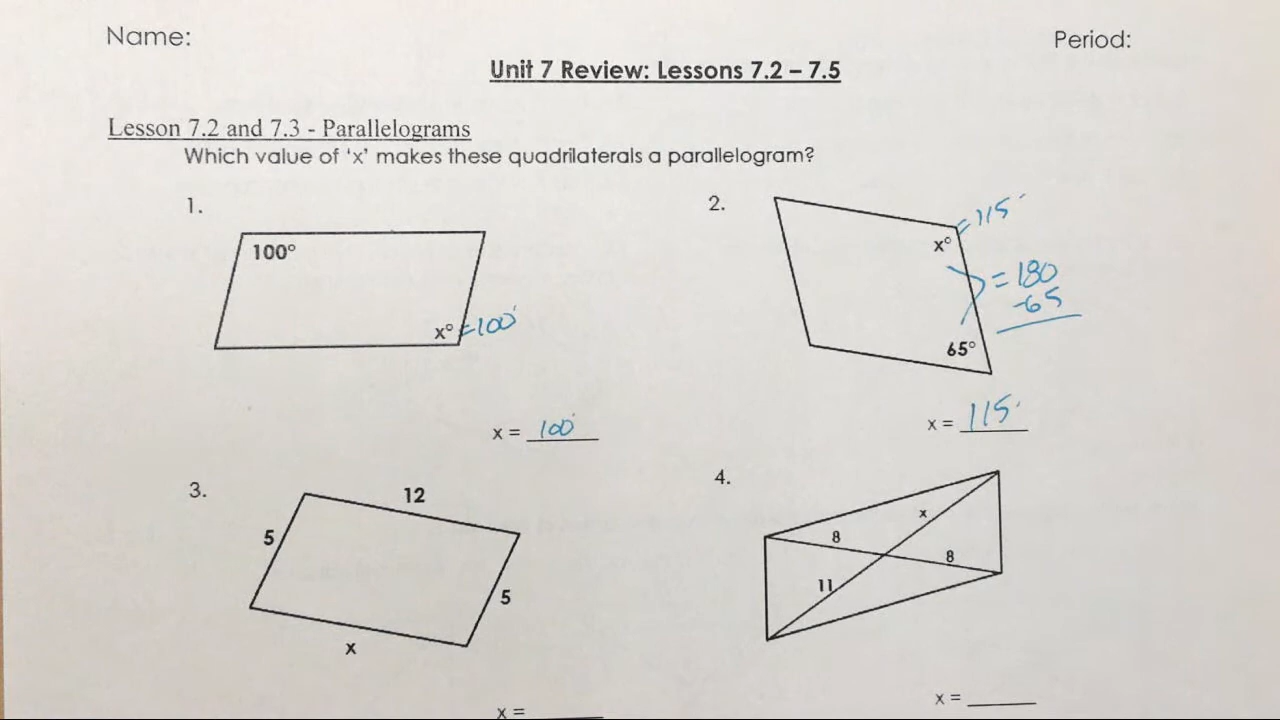 Name:
Period:
Unit 7 Review: Lessons 7.2 – 7.5
Lesson 7.2 and 7.3 - Parallelograms
Which value of ‘x’ makes these quadrilaterals a parallelogram?
1.
100°
x° =100°
x = 100°
2.
x° = 115°
= 180
-65
65°
x = 115°
3.
12
5
5
x
x = ____
4.
x
8
8
11
x = ____